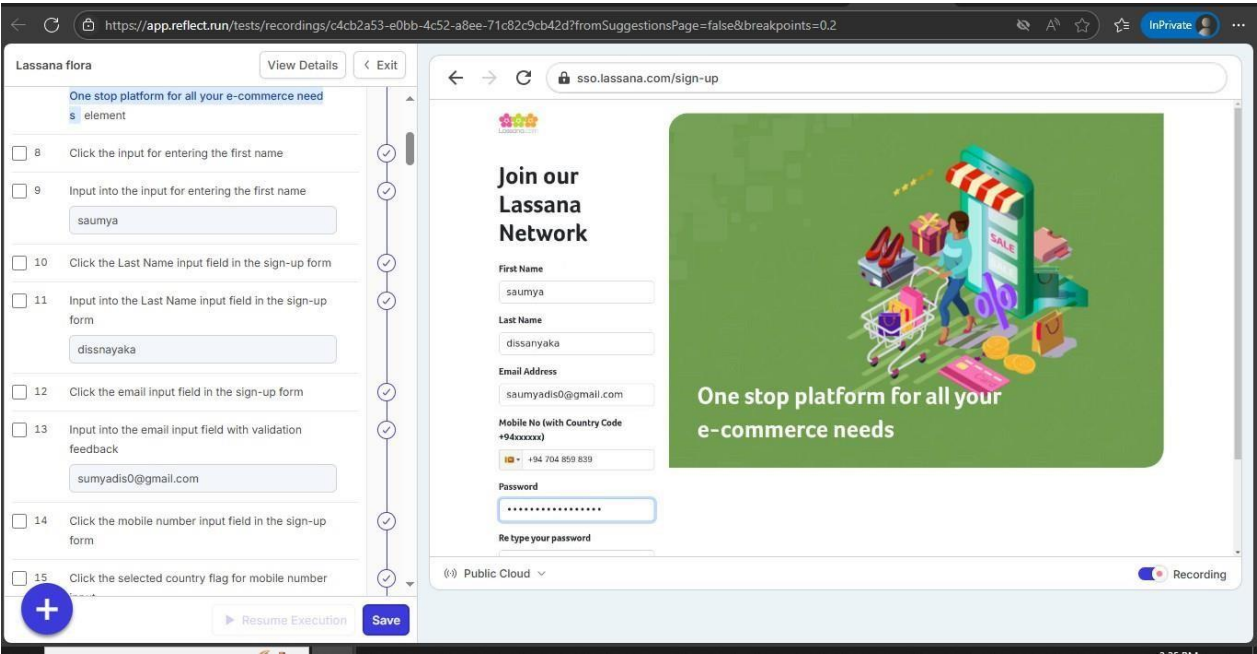 https://app.reflect.run/tests/recordings/c4cb2a53-e0bb-4c52-a8ee-71c82c9cb42d?fromSuggestionsPage=false&breakpoints=0.2
InPrivate
Lassana flora
View Details
Exit
One stop platform for all your e-commerce need
s element
8 Click the input for entering the first name
9 Input into the input for entering the first name
saumya
10 Click the Last Name input field in the sign-up form
11 Input into the Last Name input field in the sign-up
form
dissnayaka
12 Click the email input field in the sign-up form
13 Input into the email input field with validation
feedback
sumyadis0@gmail.com
14 Click the mobile number input field in the sign-up
form
15 Click the selected country flag for mobile number
Resume Execution
Save
sso.lassana.com/sign-up
Join our
Lassana
Network
First Name
saumya
Last Name
dissanyaka
Email Address
saumyadis0@gmail.com
Mobile No (with Country Code
+94xxxxxx)
+94 704 859 839
Password
Re type your password
SALE
One stop platform for all your
e-commerce needs
Public Cloud
Recording